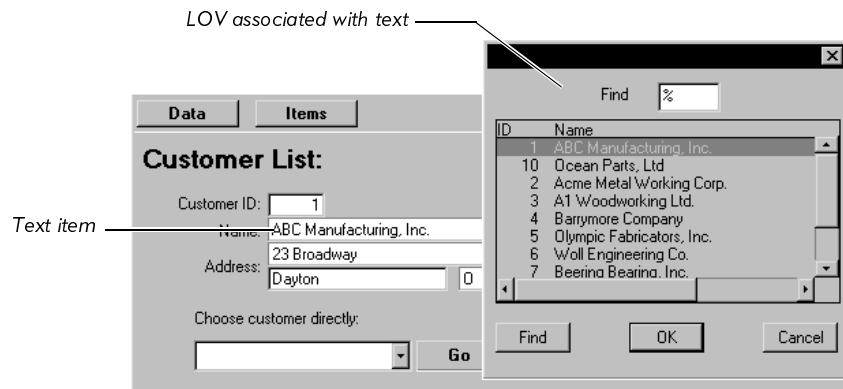 LOV associated with text
Find %
Data Items
ID Name
1 ABC Manufacturing, Inc.
10 Ocean Parts, Ltd
2 Acme Metal Working Corp.
3 A1 Woodworking Ltd.
4 Barrymore Company
5 Olympic Fabricators, Inc.
6 Woll Engineering Co.
7 Beering Bearing, Inc.
Find OK Cancel
Customer List:
Customer ID: 1
Text item
Name: ABC Manufacturing, Inc.
Address: 23 Broadway
Dayton O
Choose customer directly:
Go